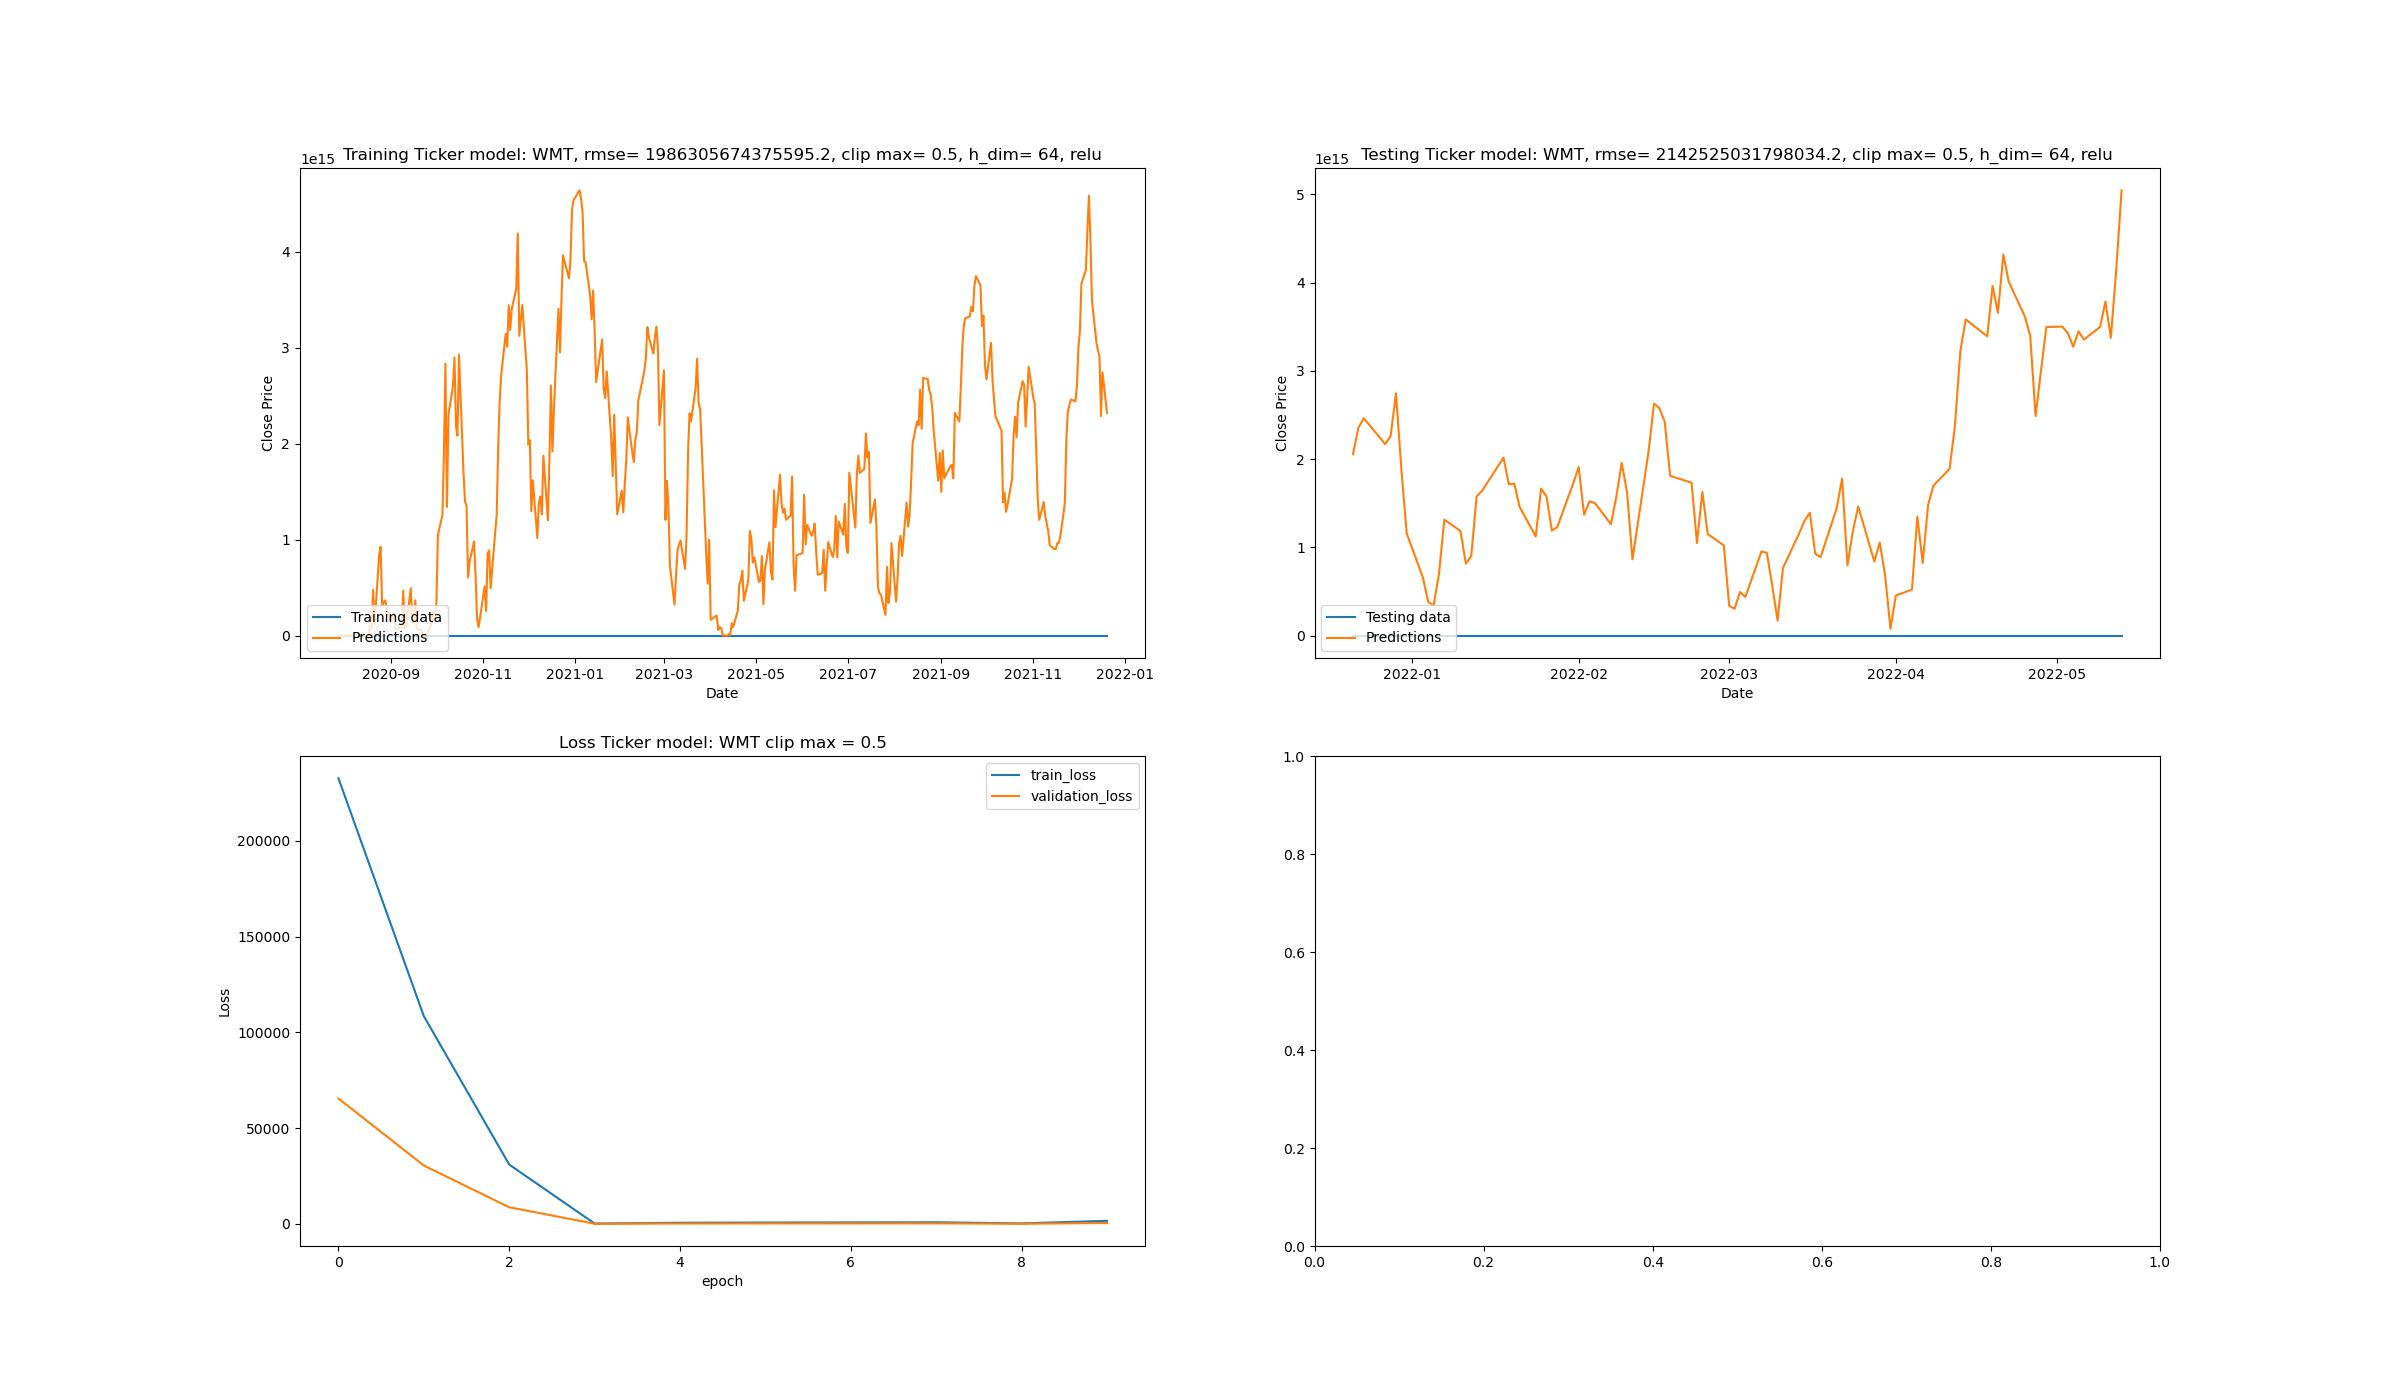 Training Ticker model: WMT, rmse= 1986305674375595.2, clip max= 0.5, h_dim= 64, relu
1e15
4
3
2
1
0
Close Price
Training data
Predictions
2020-09 2020-11 2021-01 2021-03 2021-05 2021-07 2021-09 2021-11 2022-01
Date
Testing Ticker model: WMT, rmse= 2142525031798034.2, clip max= 0.5, h_dim= 64, relu
1e15
5
4
3
2
1
0
Close Price
Testing data
Predictions
2022-01 2022-02 2022-03 2022-04 2022-05
Date
Loss Ticker model: WMT clip max = 0.5
train_loss
validation_loss
200000
150000
100000
50000
0
Loss
0 2 4 6 8
epoch
1.0
0.8
0.6
0.4
0.2
0.0
0.0 0.2 0.4 0.6 0.8 1.0